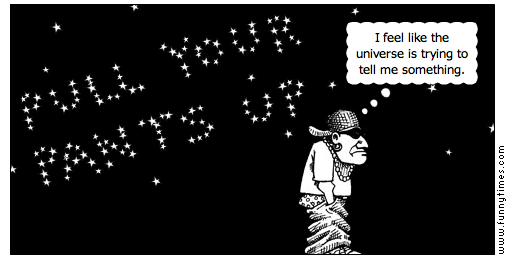 PULL YOUR
PANTS UP
I feel like the
universe is trying to
tell me something.
www.funnytimes.com